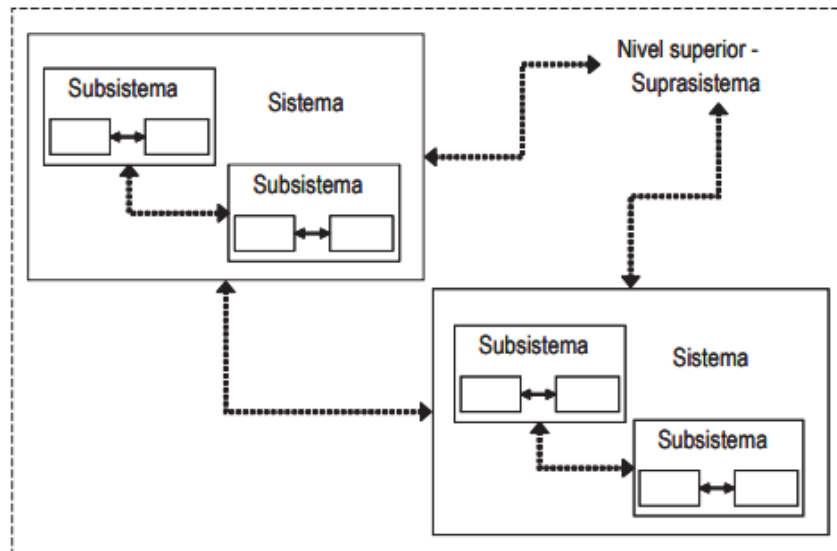 Subsistema
Sistema
Subsistema
Nivel superior -
Suprasistema
Subsistema
Sistema
Subsistema